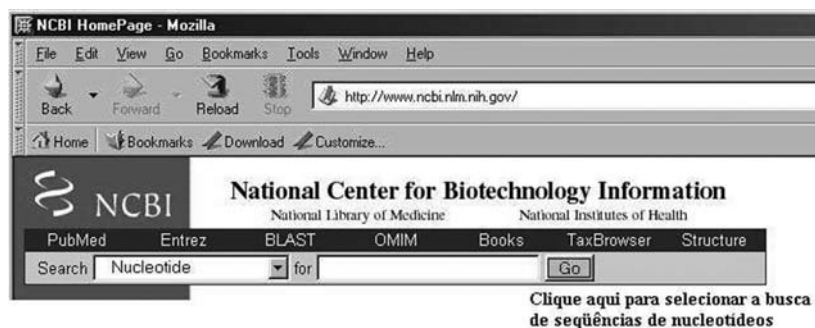 NCBI HomePage - Mozilla
File Edit View Go Bookmarks Tools Window Help
Back Forward Reload Stop http://www.ncbi.nlm.nih.gov/
Home Bookmarks Download Customize...
NCBI National Center for Biotechnology Information
National Library of Medicine National Institutes of Health
PubMed Entrez BLAST OMIM Books TaxBrowser Structure
Search Nucleotide for Go
Clique aqui para selecionar a busca
de seqüências de nucleotídeos